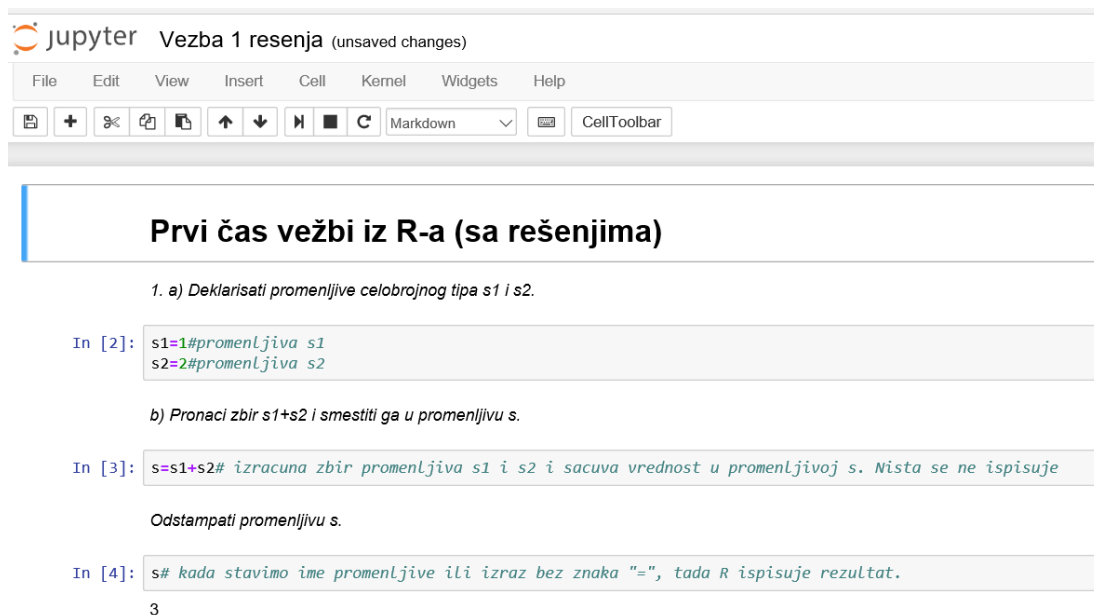 jupyter Vezba 1 resenja (unsaved changes)
File Edit View Insert Cell Kernel Widgets Help
Markdown CellToolbar
Prvi čas vežbi iz R-a (sa rešenjima)
1. a) Deklarisati promenljive celobrojnog tipa s1 i s2.
In [2]: s1=1#promenljiva s1
s2=2#promenljiva s2
b) Pronaci zbir s1+s2 i smestiti ga u promenljivu s.
In [3]: s=s1+s2# izracuna zbir promenljiva s1 i s2 i sacuva vrednost u promenljivoj s. Nista se ne ispisuje
Odstampati promenljivu s.
In [4]: s# kada stavimo ime promenljive ili izraz bez znaka "=", tada R ispisuje rezultat.
3